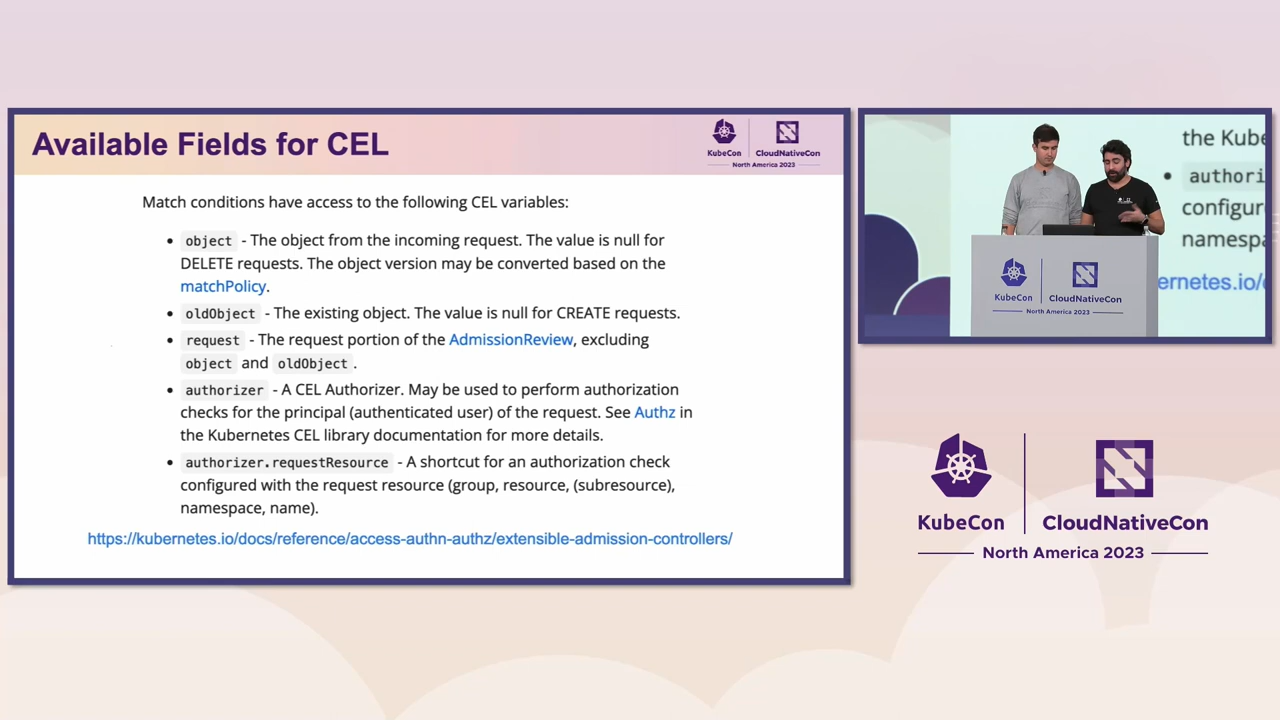 Available Fields for CEL
KubeCon
CloudNativeCon
North America 2023
Match conditions have access to the following CEL variables:
• object - The object from the incoming request. The value is null for
DELETE requests. The object version may be converted based on the
matchPolicy.
• oldObject - The existing object. The value is null for CREATE requests.
• request - The request portion of the AdmissionReview, excluding
object and oldObject.
• authorizer - A CEL Authorizer. May be used to perform authorization
checks for the principal (authenticated user) of the request. See Authz in
the Kubernetes CEL library documentation for more details.
• authorizer.requestResource - A shortcut for an authorization check
configured with the request resource (group, resource, (subresource),
namespace, name).
https://kubernetes.io/docs/reference/access-authn-authz/extensible-admission-controllers/
the Kube
• authori
configur
namespa
ernetes.io/
KubeCon
CloudNativeCon
North America 2023
KubeCon
CloudNativeCon
North America 2023